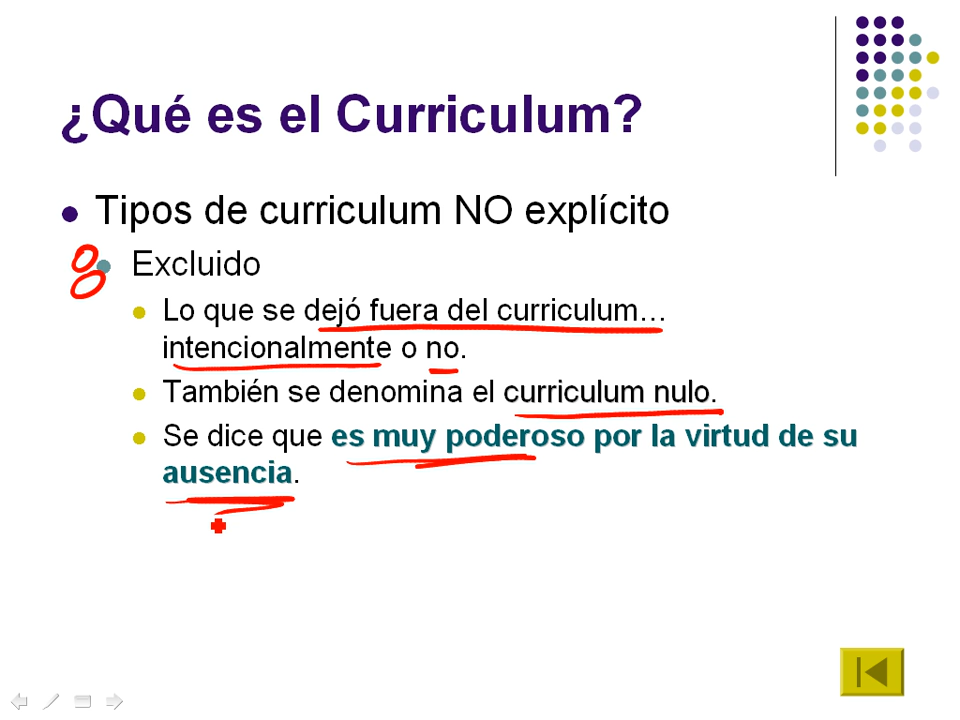 ¿Qué es el Curriculum?
Tipos de curriculum NO explícito
Excluido
Lo que se dejó fuera del curriculum…
intencionalmente o no.
También se denomina el curriculum nulo.
Se dice que es muy poderoso por la virtud de su
ausencia.